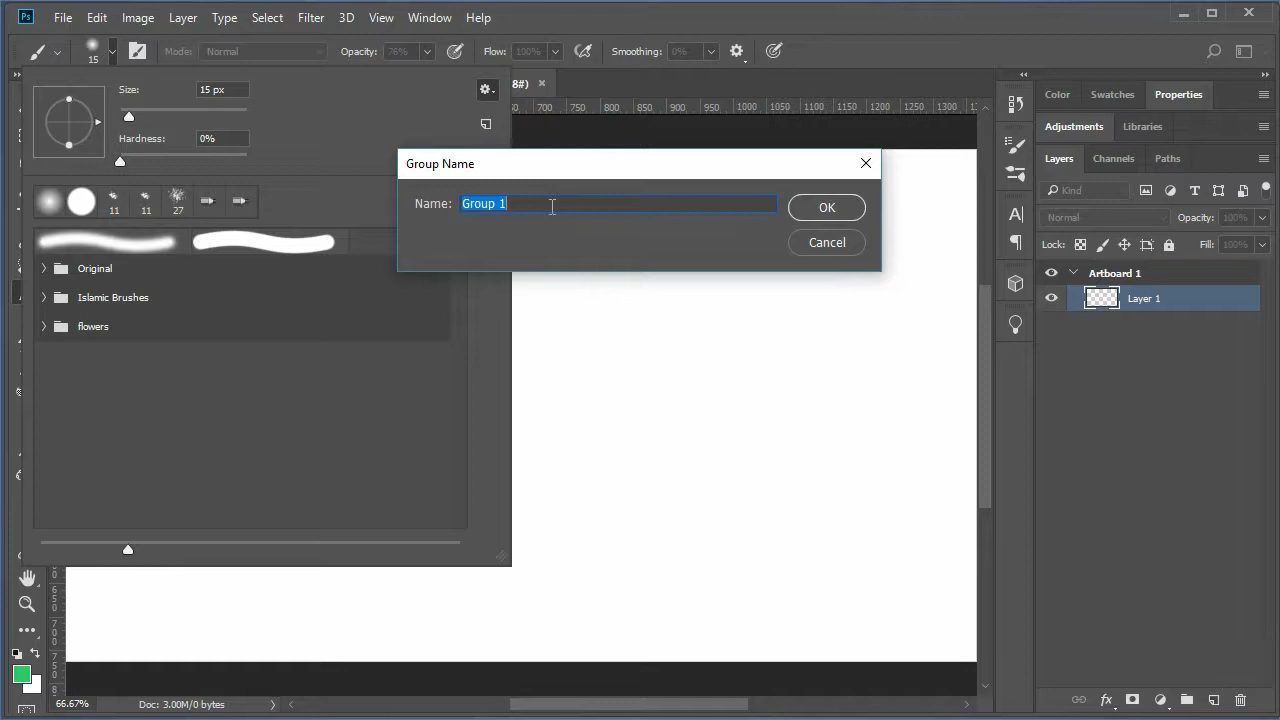 Ps File Edit Image Layer Type Select Filter 3D View Window Help
15 Mode: Normal Opacity: 76% Flow: 100% Smoothing: 0%
Size: 15 px
Hardness: 0%
8#) ×
700 750 800 850 900 950 1000 1050 1100 1150 1200 1250 1300
Group Name
Name: Group 1
OK
Cancel
11 11 27
Original
Islamic Brushes
flowers
Color Swatches Properties
Adjustments Libraries
Layers Channels Paths
Kind
Normal Opacity: 100%
Lock: Fill: 100%
Artboard 1
Layer 1
66.67% Doc: 3.00M/0 bytes